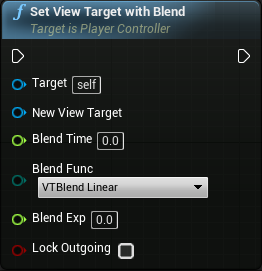 f Set View Target with Blend
Target is Player Controller
Target self
New View Target
Blend Time 0.0
Blend Func
VTBlend Linear
Blend Exp 0.0
Lock Outgoing